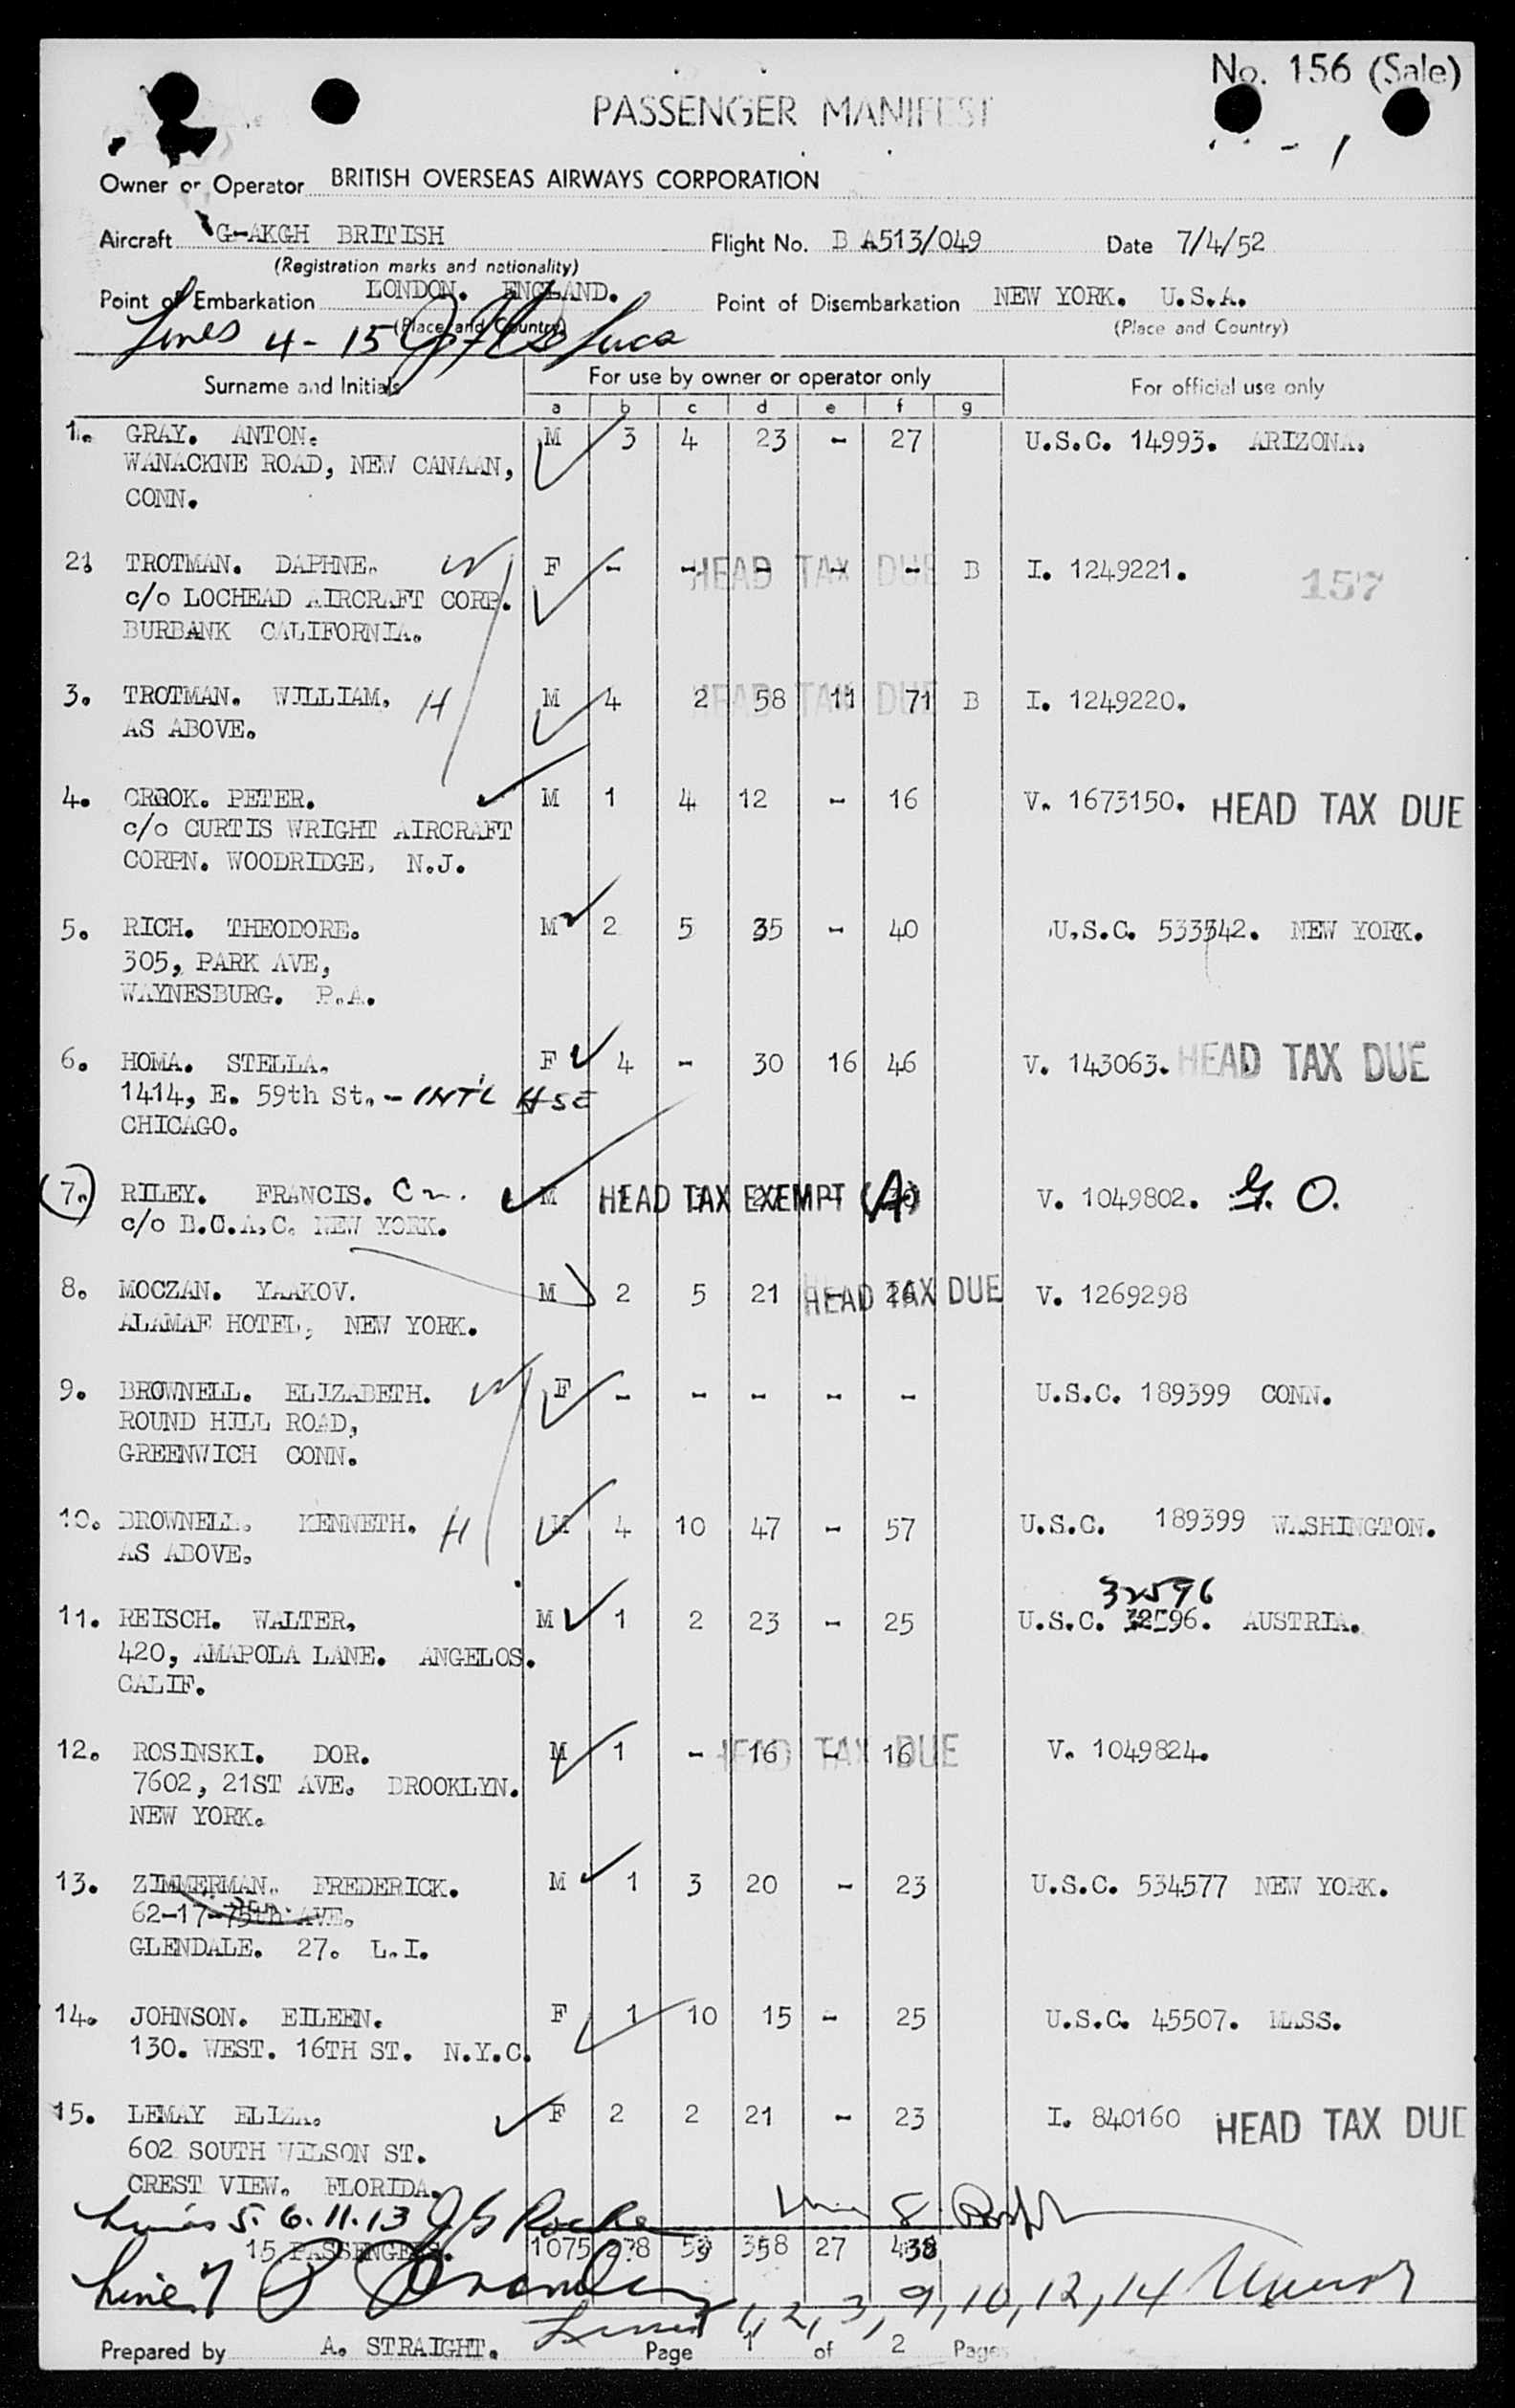 No. 156 (Sale)
PASSENGER MANIFEST
Owner or Operator BRITISH OVERSEAS AIRWAYS CORPORATION
Aircraft G-AKGH BRITISH Flight No. B A513/049 Date 7/4/52
(Registration marks and nationality)
Point of Embarkation LONDON. ENGLAND. Point of Disembarkation NEW YORK. U.S.A.
(Place and Country) (Place and Country)
Lines 4 - 15
Surname and Initials For use by owner or operator only For official use only
a b c d e f g
1. GRAY. ANTON. M 3 4 23 - 27 U.S.C. 14993. ARIZONA.
WANACKNE ROAD, NEW CANAAN,
CONN.
2. TROTMAN. DAPHNE. W F - - - - - B I. 1249221.
HEAD TAX DUE
157
c/o LOCHEAD AIRCRAFT CORP.
BURBANK CALIFORNIA.
3. TROTMAN. WILLIAM. H M 4 2 58 11 71 B I. 1249220.
HEAD TAX DUE
AS ABOVE.
4. CROOK. PETER. M 1 4 12 - 16 V. 1673150. HEAD TAX DUE
c/o CURTIS WRIGHT AIRCRAFT
CORPN. WOODRIDGE, N.J.
5. RICH. THEODORE. M 2 5 35 - 40 U.S.C. 533542. NEW YORK.
305, PARK AVE,
WAYNESBURG. P.A.
6. HOMA. STELLA. F 4 - 30 16 46 V. 143063. HEAD TAX DUE
1414, E. 59th St. - INT'L HSE
CHICAGO.
7. RILEY. FRANCIS. M HEAD TAX EXEMPT (A) V. 1049802. G. O.
c/o B.O.A.C. NEW YORK.
8. MOCZAN. YAAKOV. M 2 5 21 - 26 HEAD TAX DUE V. 1269298
ALAMAF HOTEL, NEW YORK.
9. BROWNELL. ELIZABETH. W F - - - - - U.S.C. 189399 CONN.
ROUND HILL ROAD,
GREENWICH CONN.
10. BROWNELL. KENNETH. H M 4 10 47 - 57 U.S.C. 189399 WASHINGTON.
AS ABOVE.
32596
11. REISCH. WALTER. M 1 2 23 - 25 U.S.C. 32596. AUSTRIA.
420, AMAPOLA LANE. ANGELOS.
CALIF.
12. ROSINSKI. DOR. M 1 - 16 - 16 V. 1049824.
HEAD TAX DUE
7602, 21ST AVE. BROOKLYN.
NEW YORK.
13. ZIMMERMAN. FREDERICK. M 1 3 20 - 23 U.S.C. 534577 NEW YORK.
62-17-75th AVE.
GLENDALE. 27. L.I.
14. JOHNSON. EILEEN. F 1 10 15 - 25 U.S.C. 45507. MASS.
130. WEST. 16TH ST. N.Y.C.
15. LEMAY ELIZA. F 2 2 21 - 23 I. 840160 HEAD TAX DUE
602 SOUTH WILSON ST.
CREST VIEW. FLORIDA.
Lines 5. 6. 11. 13 Line 8
15 PASSENGERS. 1075 358 27 438
Line 7
Lines 1, 2, 3, 9, 10, 12, 14
Prepared by A. STRAIGHT. Page 1 of 2 Pages